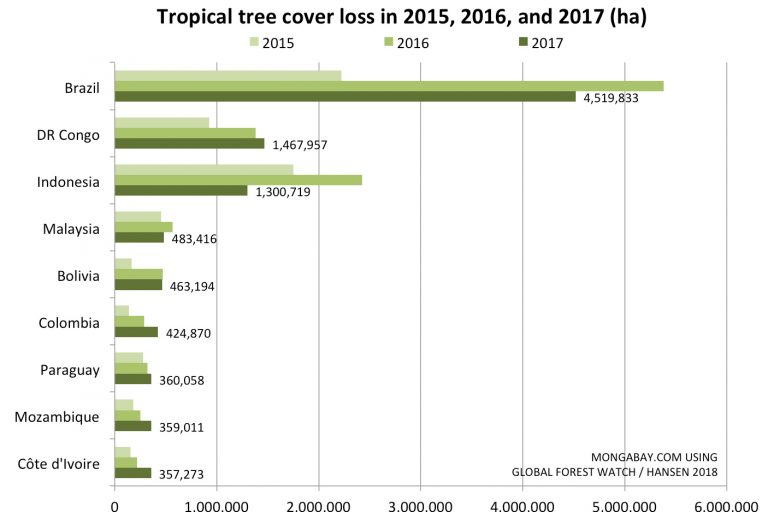 Tropical tree cover loss in 2015, 2016, and 2017 (ha)
2015 2016 2017
Brazil 4,519,833
DR Congo 1,467,957
Indonesia 1,300,719
Malaysia 483,416
Bolivia 463,194
Colombia 424,870
Paraguay 360,058
Mozambique 359,011
Côte d'Ivoire 357,273
MONGABAY.COM USING
GLOBAL FOREST WATCH / HANSEN 2018
0 1.000.000 2.000.000 3.000.000 4.000.000 5.000.000 6.000.000